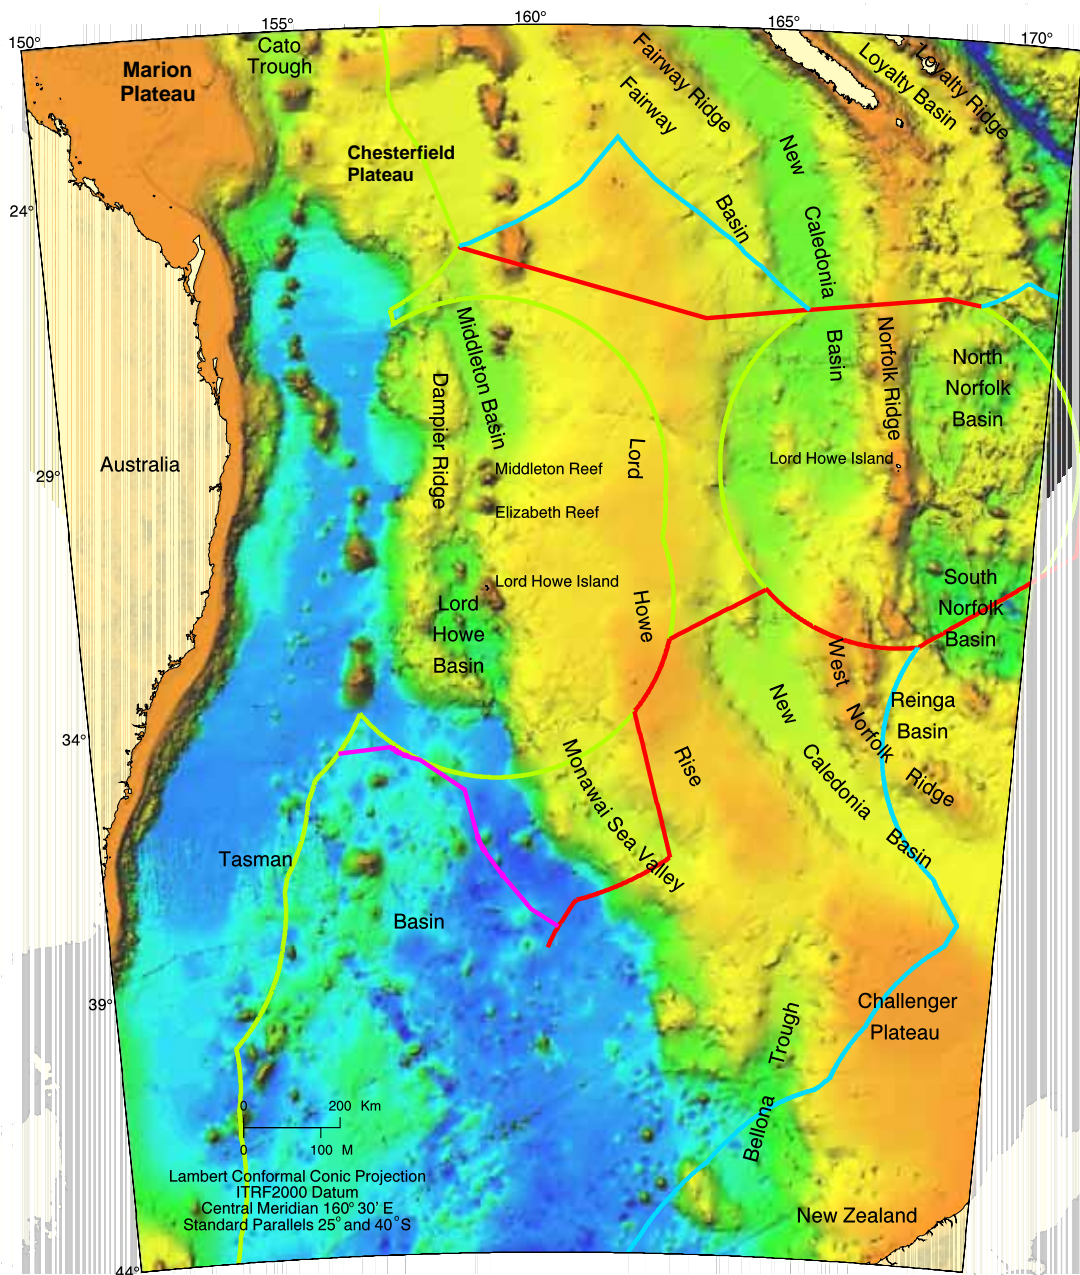 150°
155°
160°
165°
170°
Cato
Trough
Marion
Plateau
Fairway Ridge
Fairway
Basin
Loyalty Basin
Loyalty Ridge
Chesterfield
Plateau
New
Caledonia
Basin
24°
Middleton Basin
Dampier Ridge
Norfolk Ridge
North
Norfolk
Basin
Australia
29°
Lord
Howe
Rise
Middleton Reef
Lord Howe Island
Elizabeth Reef
Lord Howe Island
Lord
Howe
Basin
South
Norfolk
Basin
West
Norfolk
Ridge
Reinga
Basin
New
Caledonia
Basin
34°
Monawai Sea Valley
Tasman
Basin
39°
Challenger
Plateau
Bellona
Trough
0 200 Km
0 100 M
Lambert Conformal Conic Projection
ITRF2000 Datum
Central Meridian 160° 30' E
Standard Parallels 25° and 40°S
New Zealand
44°